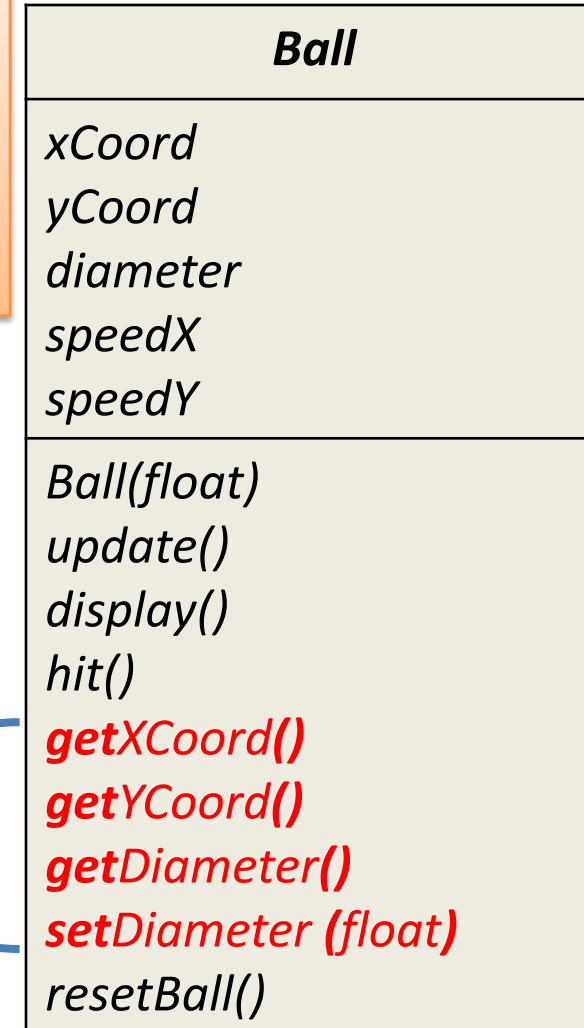 Ball
xCoord
yCoord
diameter
speedX
speedY
Ball(float)
update()
display()
hit()
getXCoord()
getYCoord()
getDiameter()
setDiameter (float)
resetBall()